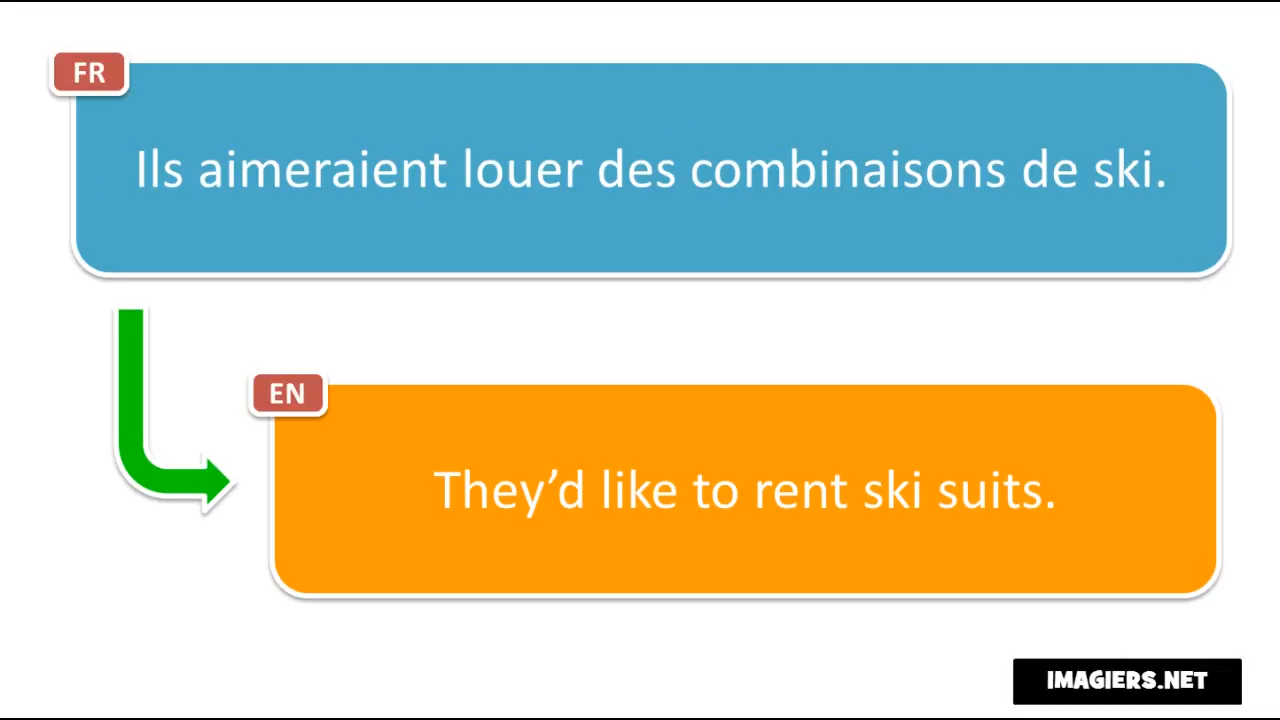 FR
Ils aimeraient louer des combinaisons de ski.
EN
They’d like to rent ski suits.
IMAGIERS.NET